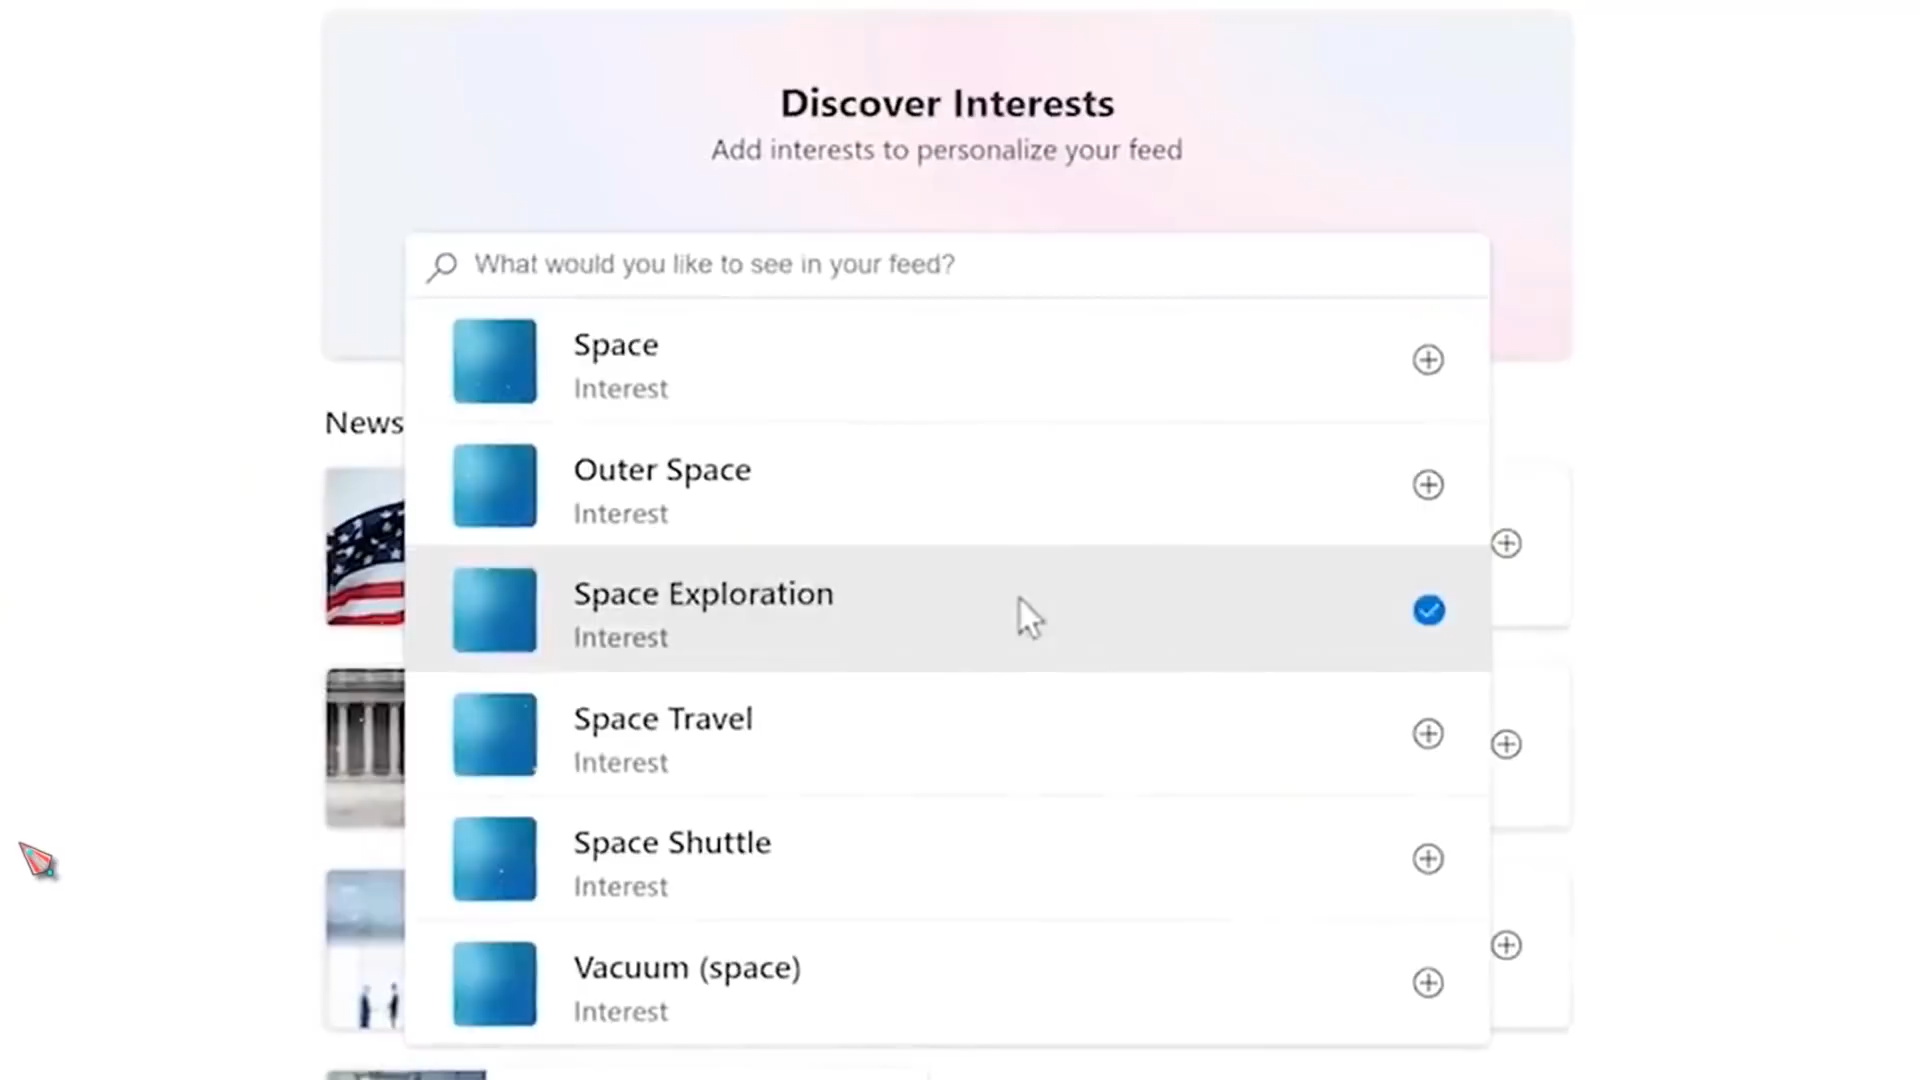 Discover Interests
Add interests to personalize your feed
What would you like to see in your feed?
Space
Interest
News
Outer Space
Interest
Space Exploration
Interest
Space Travel
Interest
Space Shuttle
Interest
Vacuum (space)
Interest